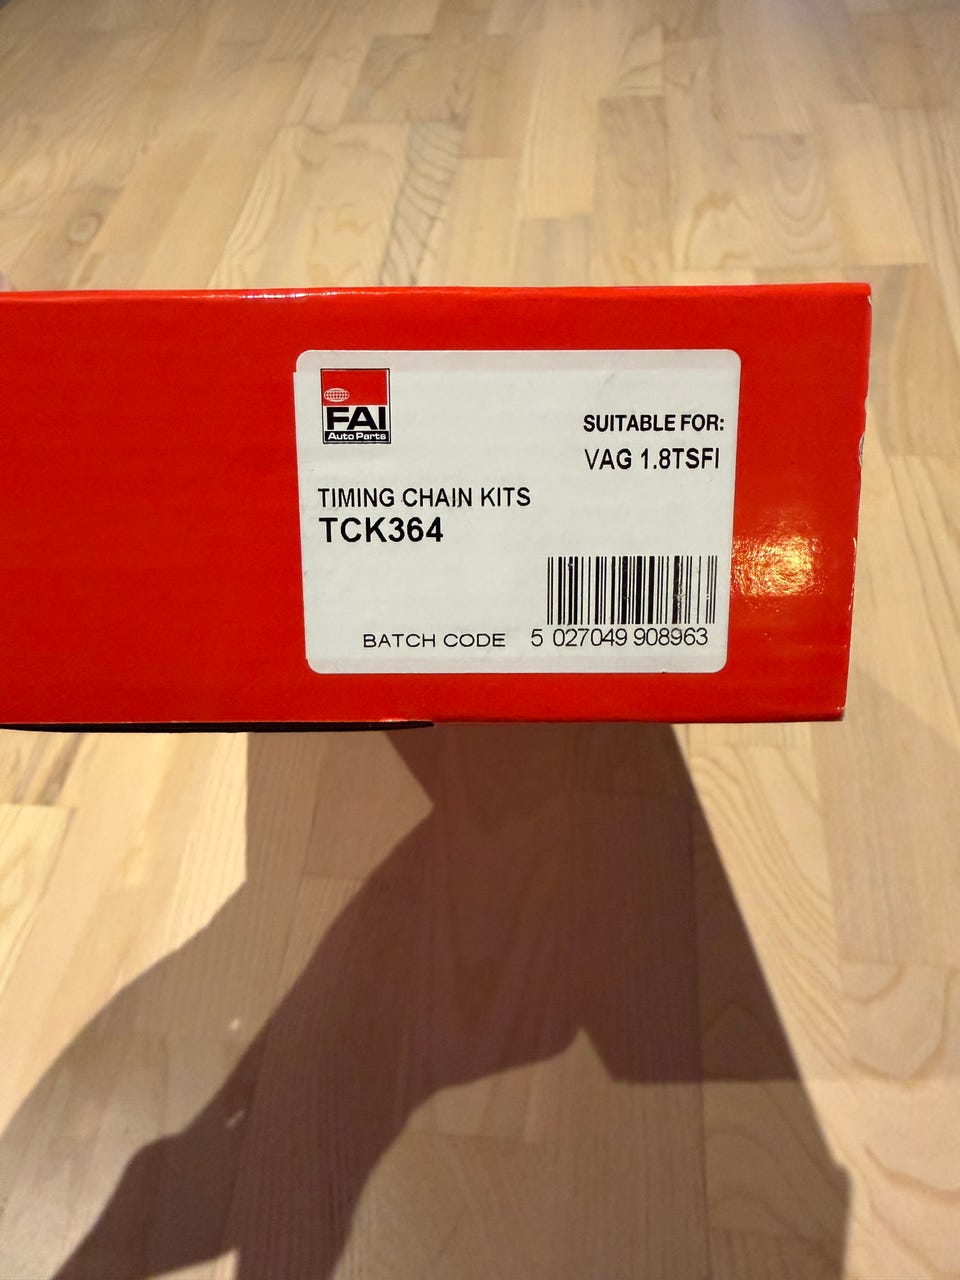 FAI
Auto Parts
SUITABLE FOR:
VAG 1.8TSFI
TIMING CHAIN KITS
TCK364
BATCH CODE
5 027049 908963